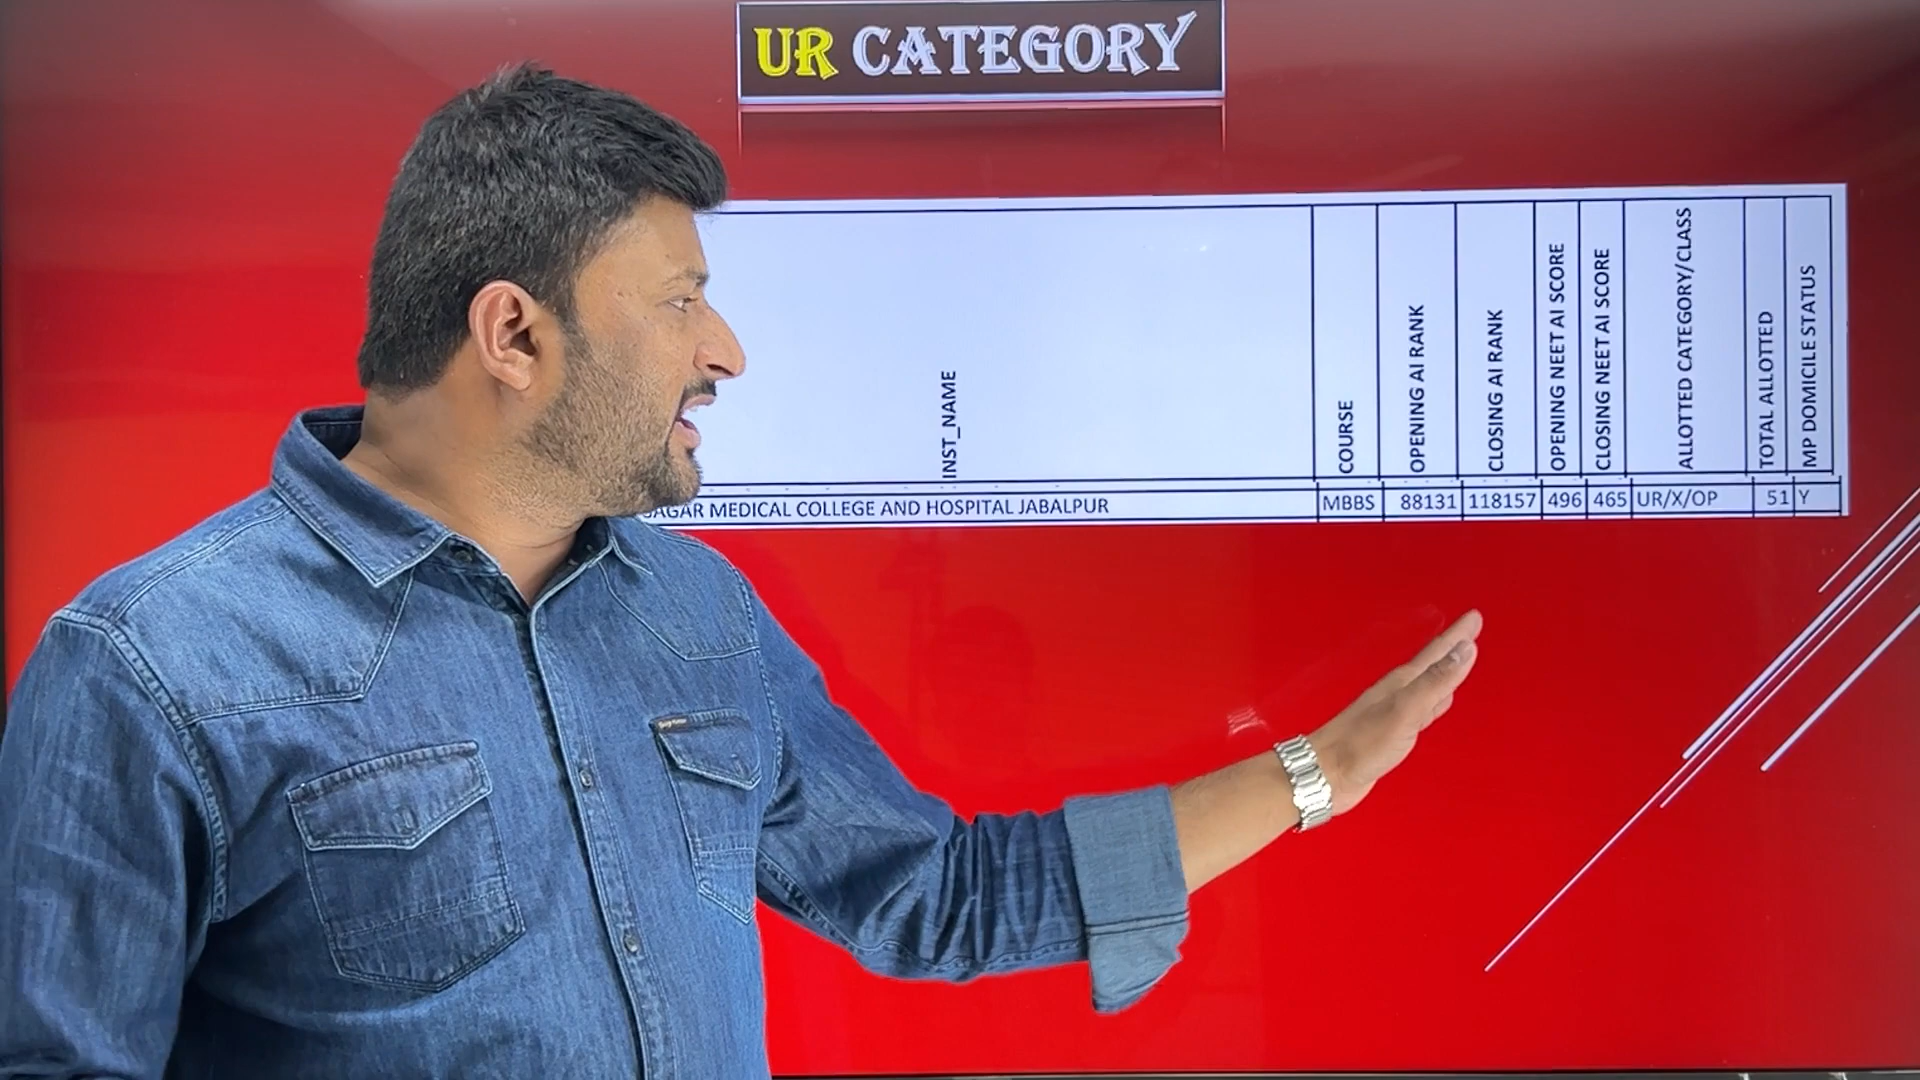 UR CATEGORY
INST_NAME
COURSE
OPENING AI RANK
CLOSING AI RANK
OPENING NEET AI SCORE
CLOSING NEET AI SCORE
ALLOTTED CATEGORY/CLASS
TOTAL ALLOTTED
MP DOMICILE STATUS
MEDICAL COLLEGE AND HOSPITAL JABALPUR MBBS 88131 118157 496 465 UR/X/OP 51 Y